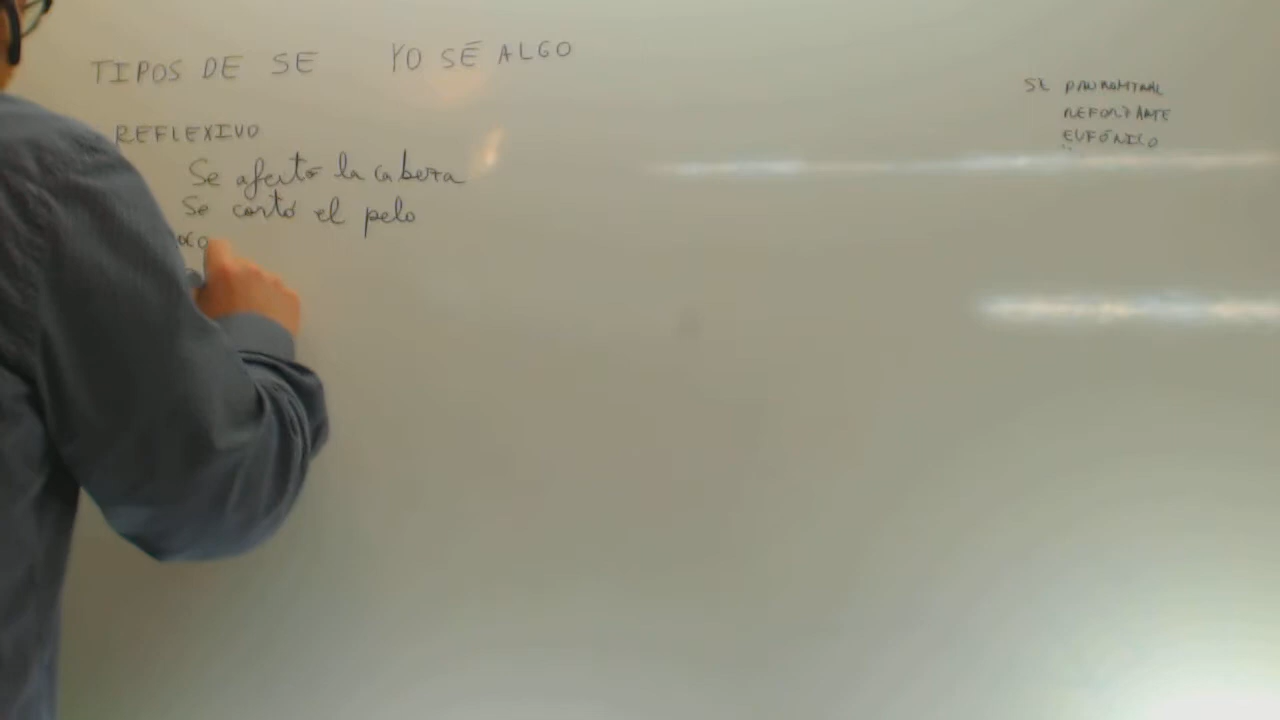 TIPOS DE SE YO SÉ ALGO
REFLEXIVO
Se afeitó la cabeza
Se cortó el pelo
SE
REFORZANTE
EUFÓNICO